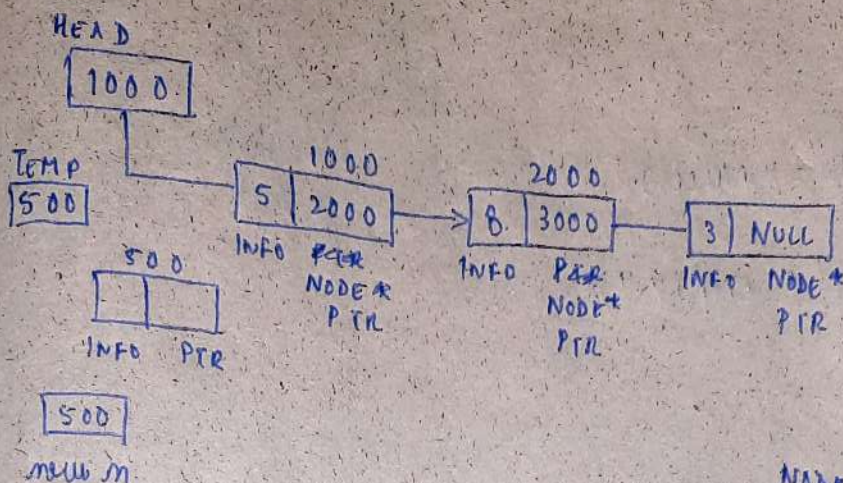 HEAD
1000
TEMP
500
1000
5 2000
INFO
NODE*
PTR
2000
8 3000
INFO
NODE*
PTR
3 NULL
INFO NODE*
PTR
500
INFO PTR
500